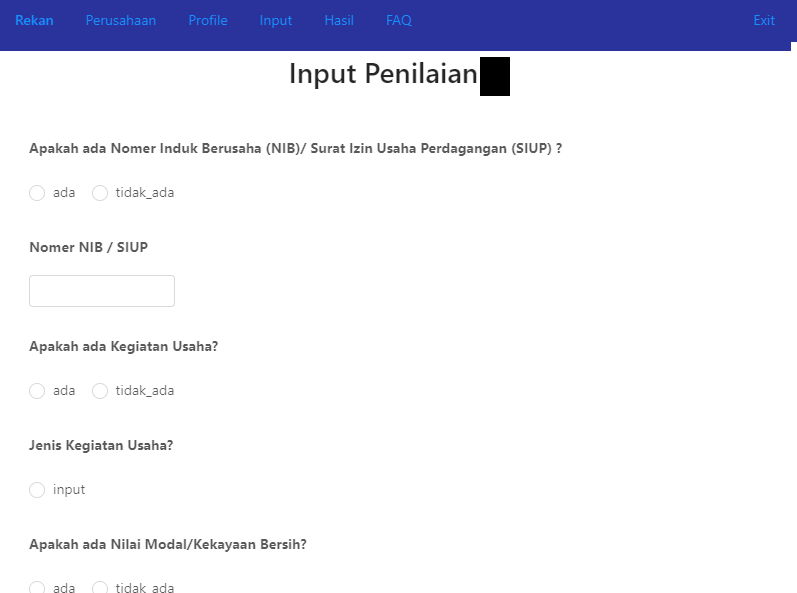 Rekan Perusahaan Profile Input Hasil FAQ Exit
Input Penilaian
Apakah ada Nomer Induk Berusaha (NIB)/ Surat Izin Usaha Perdagangan (SIUP) ?
ada tidak_ada
Nomer NIB / SIUP
Apakah ada Kegiatan Usaha?
ada tidak_ada
Jenis Kegiatan Usaha?
input
Apakah ada Nilai Modal/Kekayaan Bersih?
ada tidak_ada